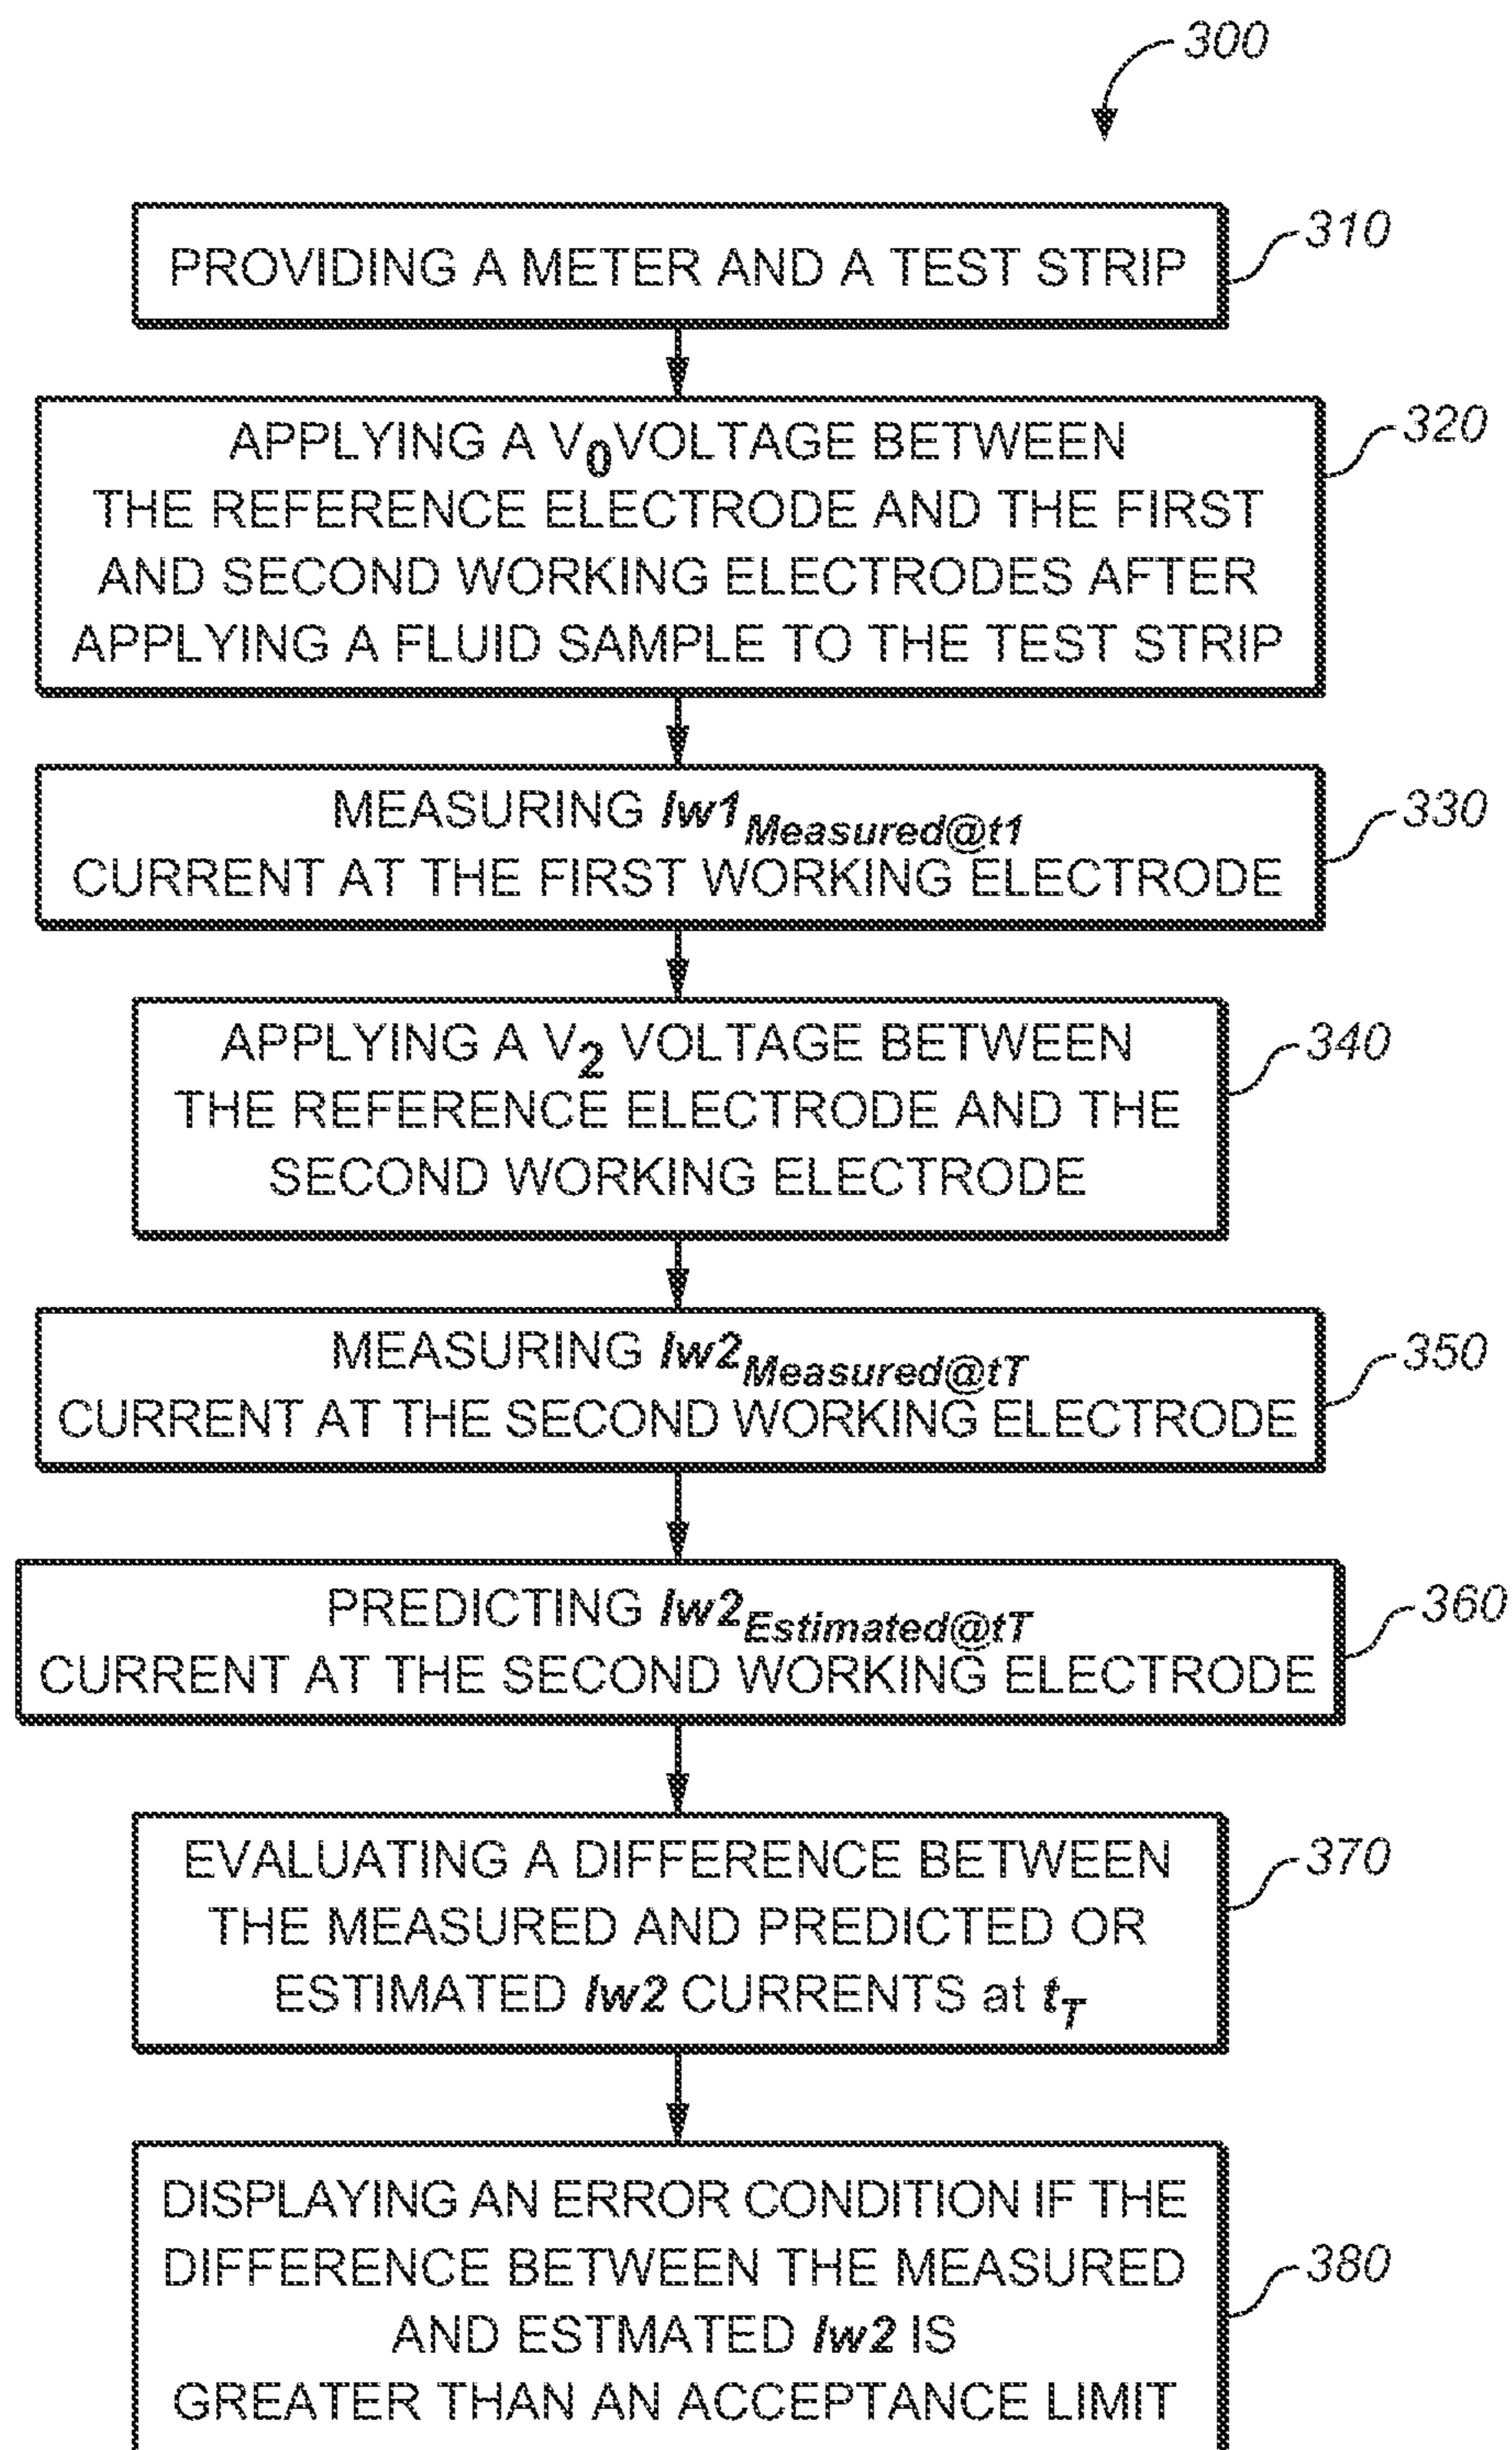 300
PROVIDING A METER AND A TEST STRIP
310
APPLYING A V0 VOLTAGE BETWEEN
THE REFERENCE ELECTRODE AND THE FIRST
AND SECOND WORKING ELECTRODES AFTER
APPLYING A FLUID SAMPLE TO THE TEST STRIP
320
MEASURING Iw1Measured@t1
CURRENT AT THE FIRST WORKING ELECTRODE
330
APPLYING A V2 VOLTAGE BETWEEN
THE REFERENCE ELECTRODE AND THE
SECOND WORKING ELECTRODE
340
MEASURING Iw2Measured@tT
CURRENT AT THE SECOND WORKING ELECTRODE
350
PREDICTING Iw2Estimated@tT
CURRENT AT THE SECOND WORKING ELECTRODE
360
EVALUATING A DIFFERENCE BETWEEN
THE MEASURED AND PREDICTED OR
ESTIMATED Iw2 CURRENTS at tT
370
DISPLAYING AN ERROR CONDITION IF THE
DIFFERENCE BETWEEN THE MEASURED
AND ESTMATED Iw2 IS
GREATER THAN AN ACCEPTANCE LIMIT
380